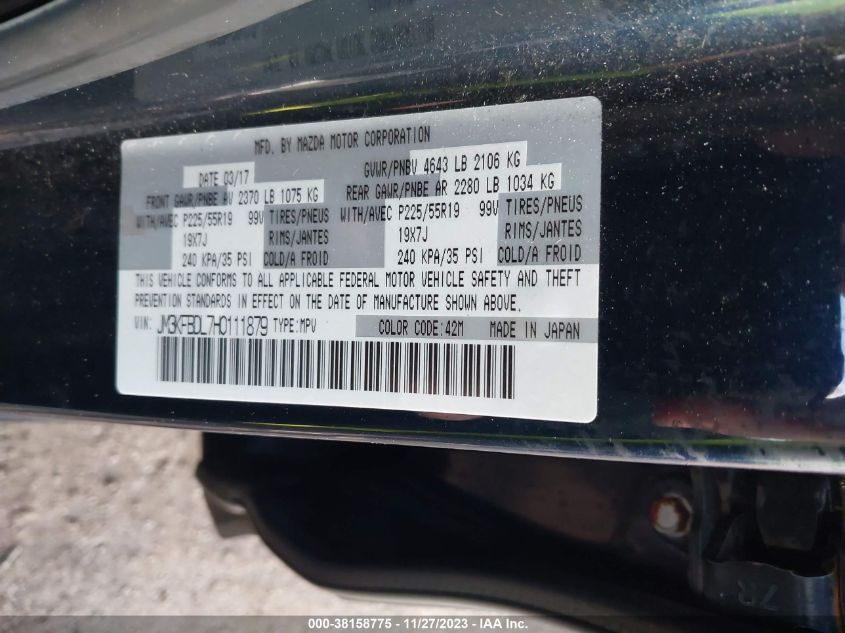 MFD. BY MAZDA MOTOR CORPORATION
DATE 03/17 GVWR/PNBV 4643 LB 2106 KG
FRONT GAWR/PNBE AV 2370 LB 1075 KG REAR GAWR/PNBE AR 2280 LB 1034 KG
WITH/AVEC P225/55R19 99V TIRES/PNEUS WITH/AVEC P225/55R19 99V TIRES/PNEUS
19X7J RIMS/JANTES 19X7J RIMS/JANTES
240 KPA/35 PSI COLD/A FROID 240 KPA/35 PSI COLD/A FROID
THIS VEHICLE CONFORMS TO ALL APPLICABLE FEDERAL MOTOR VEHICLE SAFETY AND THEFT
PREVENTION STANDARDS IN EFFECT ON THE DATE OF MANUFACTURE SHOWN ABOVE.
VIN: JM3KFBDL7H0111879 TYPE:MPV COLOR CODE:42M MADE IN JAPAN
7R
000-38158775 - 11/27/2023 - IAA Inc.